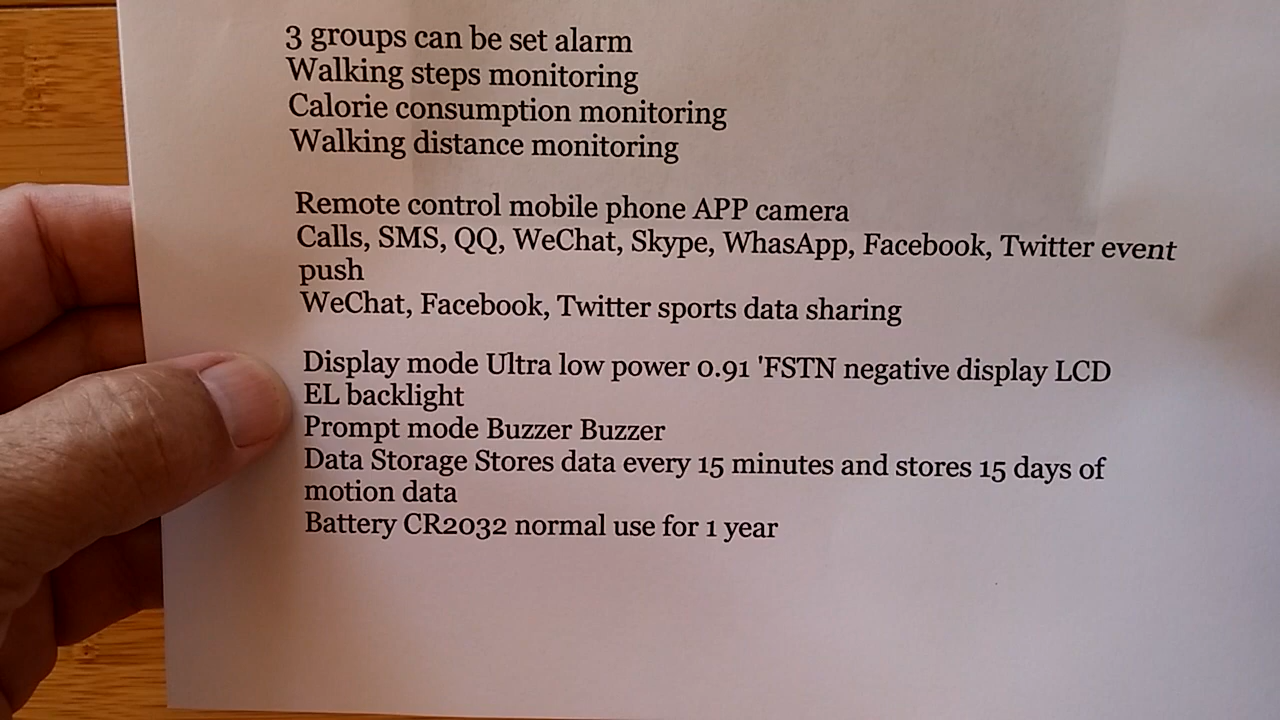 3 groups can be set alarm
Walking steps monitoring
Calorie consumption monitoring
Walking distance monitoring
Remote control mobile phone APP camera
Calls, SMS, QQ, WeChat, Skype, WhasApp, Facebook, Twitter event
push
WeChat, Facebook, Twitter sports data sharing
Display mode Ultra low power 0.91 'FSTN negative display LCD
EL backlight
Prompt mode Buzzer Buzzer
Data Storage Stores data every 15 minutes and stores 15 days of
motion data
Battery CR2032 normal use for 1 year